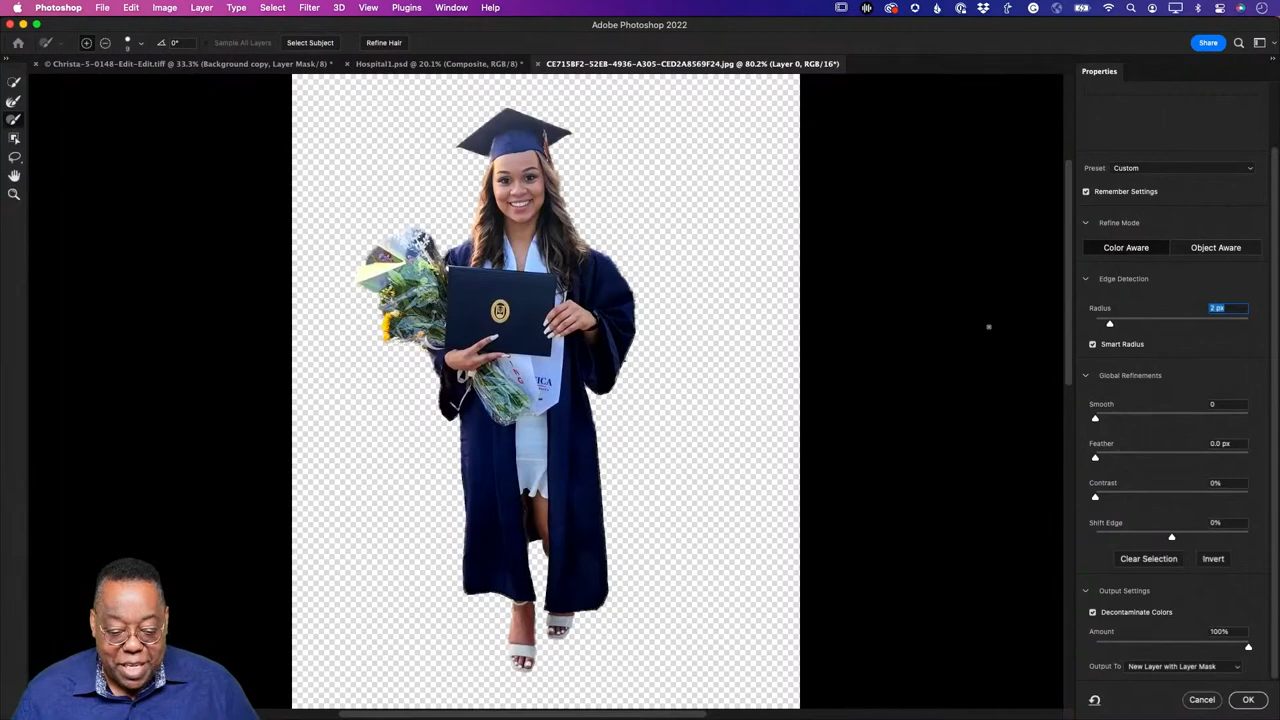 Photoshop File Edit Image Layer Type Select Filter 3D View Plugins Window Help
Adobe Photoshop 2022
0° Sample All Layers Select Subject Refine Hair Share
© Christa-5-0148-Edit-Edit.tiff @ 33.3% (Background copy, Layer Mask/8) * Hospital1.psd @ 20.1% (Composite, RGB/8) * CE715BF2-52EB-4936-A305-CED2A8569F24.jpg @ 80.2% (Layer 0, RGB/16*)
Properties
Preset: Custom
Remember Settings
Refine Mode
Color Aware Object Aware
Edge Detection
Radius 2 px
Smart Radius
Global Refinements
Smooth 0
Feather 0.0 px
Contrast 0%
Shift Edge 0%
Clear Selection Invert
Output Settings
Decontaminate Colors
Amount 100%
Output To New Layer with Layer Mask
Cancel OK